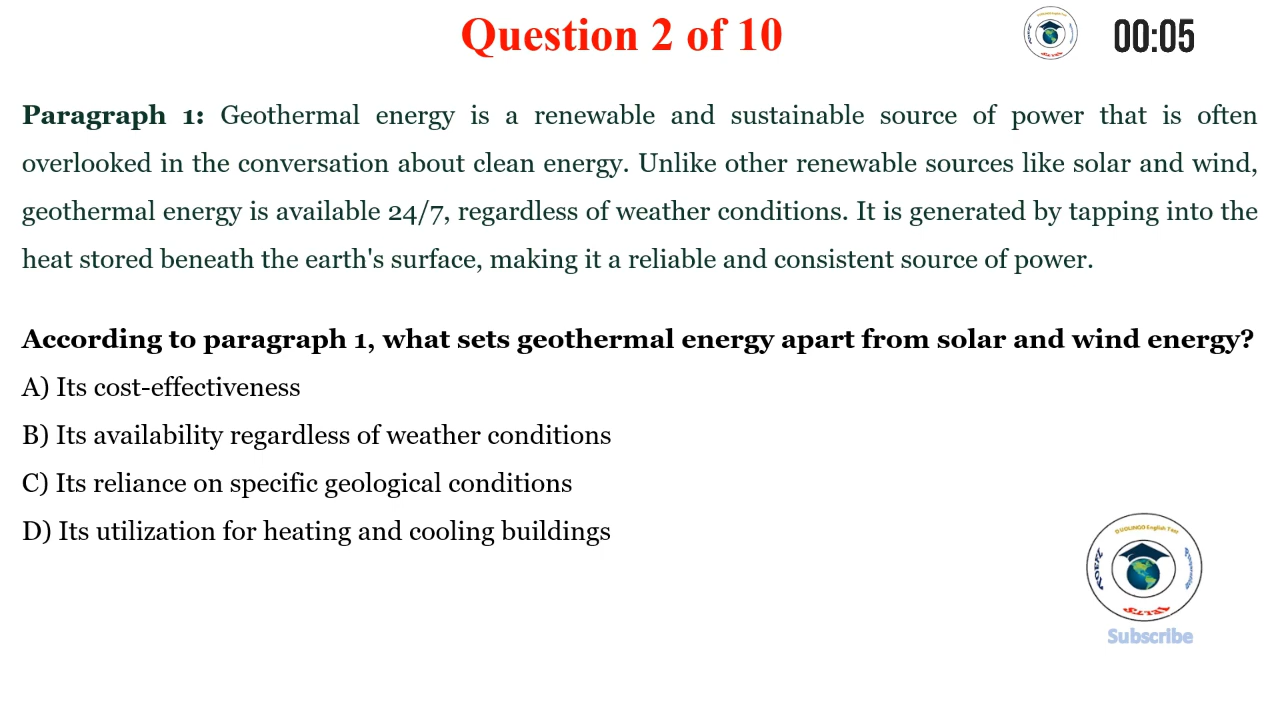 Question 2 of 10
00:05
Paragraph 1: Geothermal energy is a renewable and sustainable source of power that is often
overlooked in the conversation about clean energy. Unlike other renewable sources like solar and wind,
geothermal energy is available 24/7, regardless of weather conditions. It is generated by tapping into the
heat stored beneath the earth's surface, making it a reliable and consistent source of power.
According to paragraph 1, what sets geothermal energy apart from solar and wind energy?
A) Its cost-effectiveness
B) Its availability regardless of weather conditions
C) Its reliance on specific geological conditions
D) Its utilization for heating and cooling buildings
DUOLINGO English Test
IELTS
Subscribe